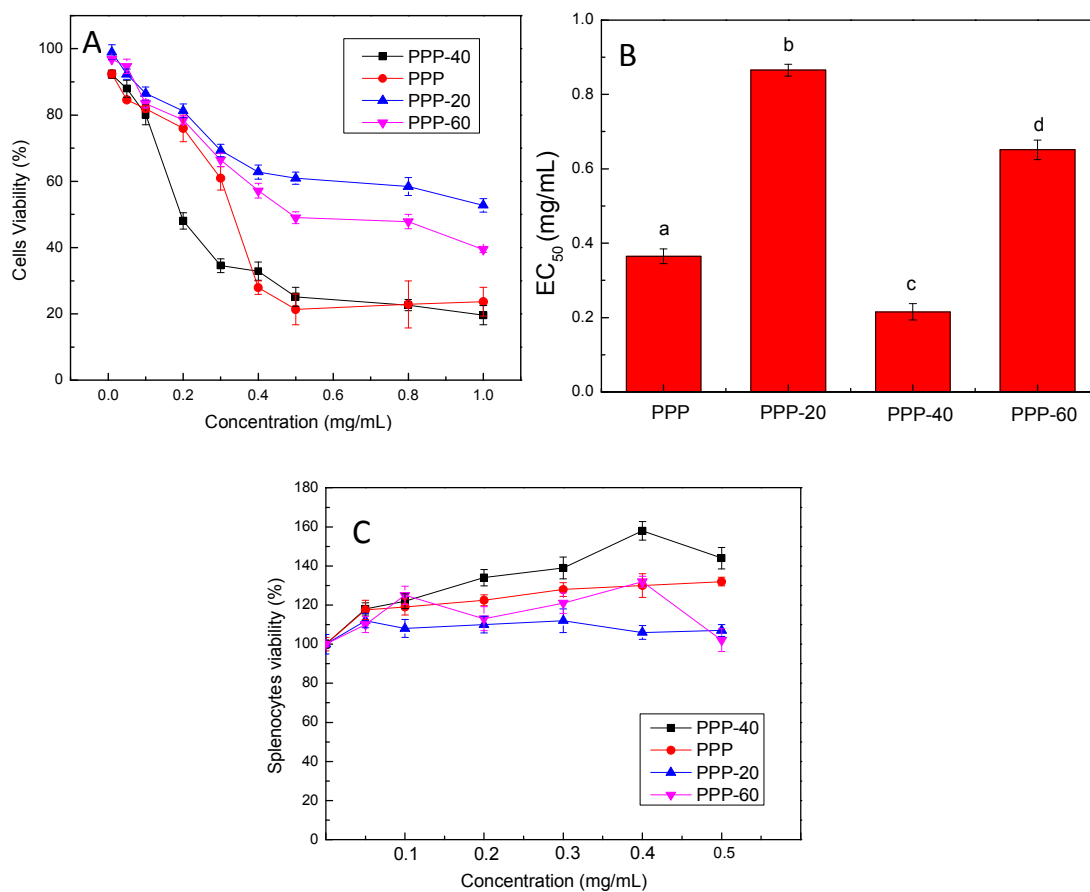 A
PPP-40
PPP
PPP-20
PPP-60
100
80
60
40
20
0
Cells Viability (%)
0.0 0.2 0.4 0.6 0.8 1.0
Concentration (mg/mL)
B
1.0
0.8
0.6
0.4
0.2
0.0
EC50 (mg/mL)
a
b
c
d
PPP PPP-20 PPP-40 PPP-60
C
180
160
140
120
100
80
60
40
20
0
Splenocytes viability (%)
PPP-40
PPP
PPP-20
PPP-60
0.1 0.2 0.3 0.4 0.5
Concentration (mg/mL)